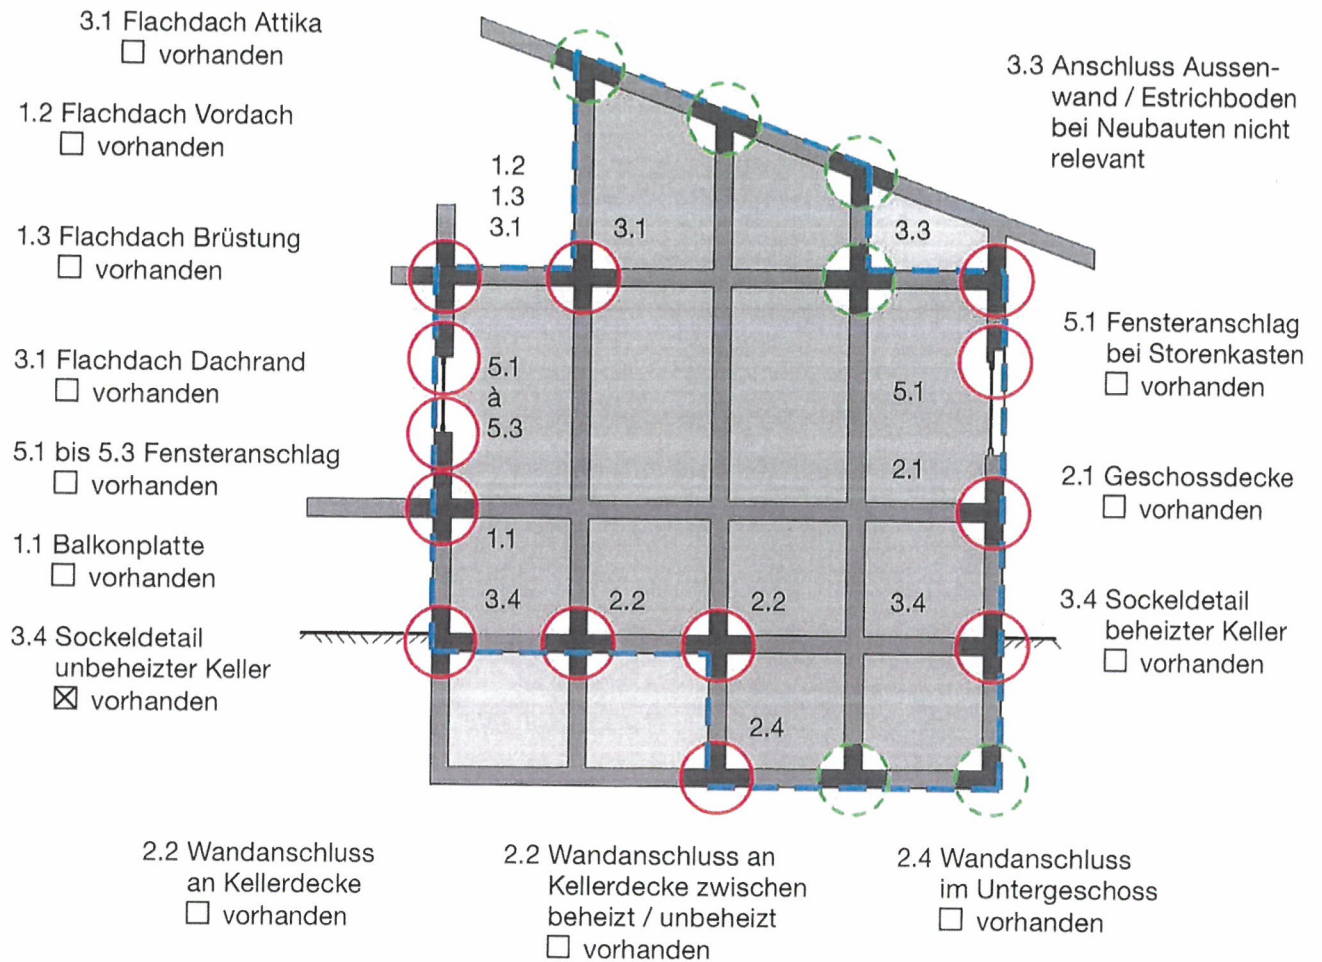 3.1 Flachdach Attika
☐ vorhanden
1.2 Flachdach Vordach
☐ vorhanden
1.3 Flachdach Brüstung
☐ vorhanden
3.1 Flachdach Dachrand
☐ vorhanden
5.1 bis 5.3 Fensteranschlag
☐ vorhanden
1.1 Balkonplatte
☐ vorhanden
3.4 Sockeldetail
unbeheizter Keller
☒ vorhanden
1.2
1.3
3.1
3.1
3.3
5.1
à
5.3
5.1
2.1
1.1
3.4
2.2
2.2
3.4
2.4
3.3 Anschluss Aussen-
wand / Estrichboden
bei Neubauten nicht
relevant
5.1 Fensteranschlag
bei Storenkasten
☐ vorhanden
2.1 Geschossdecke
☐ vorhanden
3.4 Sockeldetail
beheizter Keller
☐ vorhanden
2.2 Wandanschluss
an Kellerdecke
☐ vorhanden
2.2 Wandanschluss an
Kellerdecke zwischen
beheizt / unbeheizt
☐ vorhanden
2.4 Wandanschluss
im Untergeschoss
☐ vorhanden